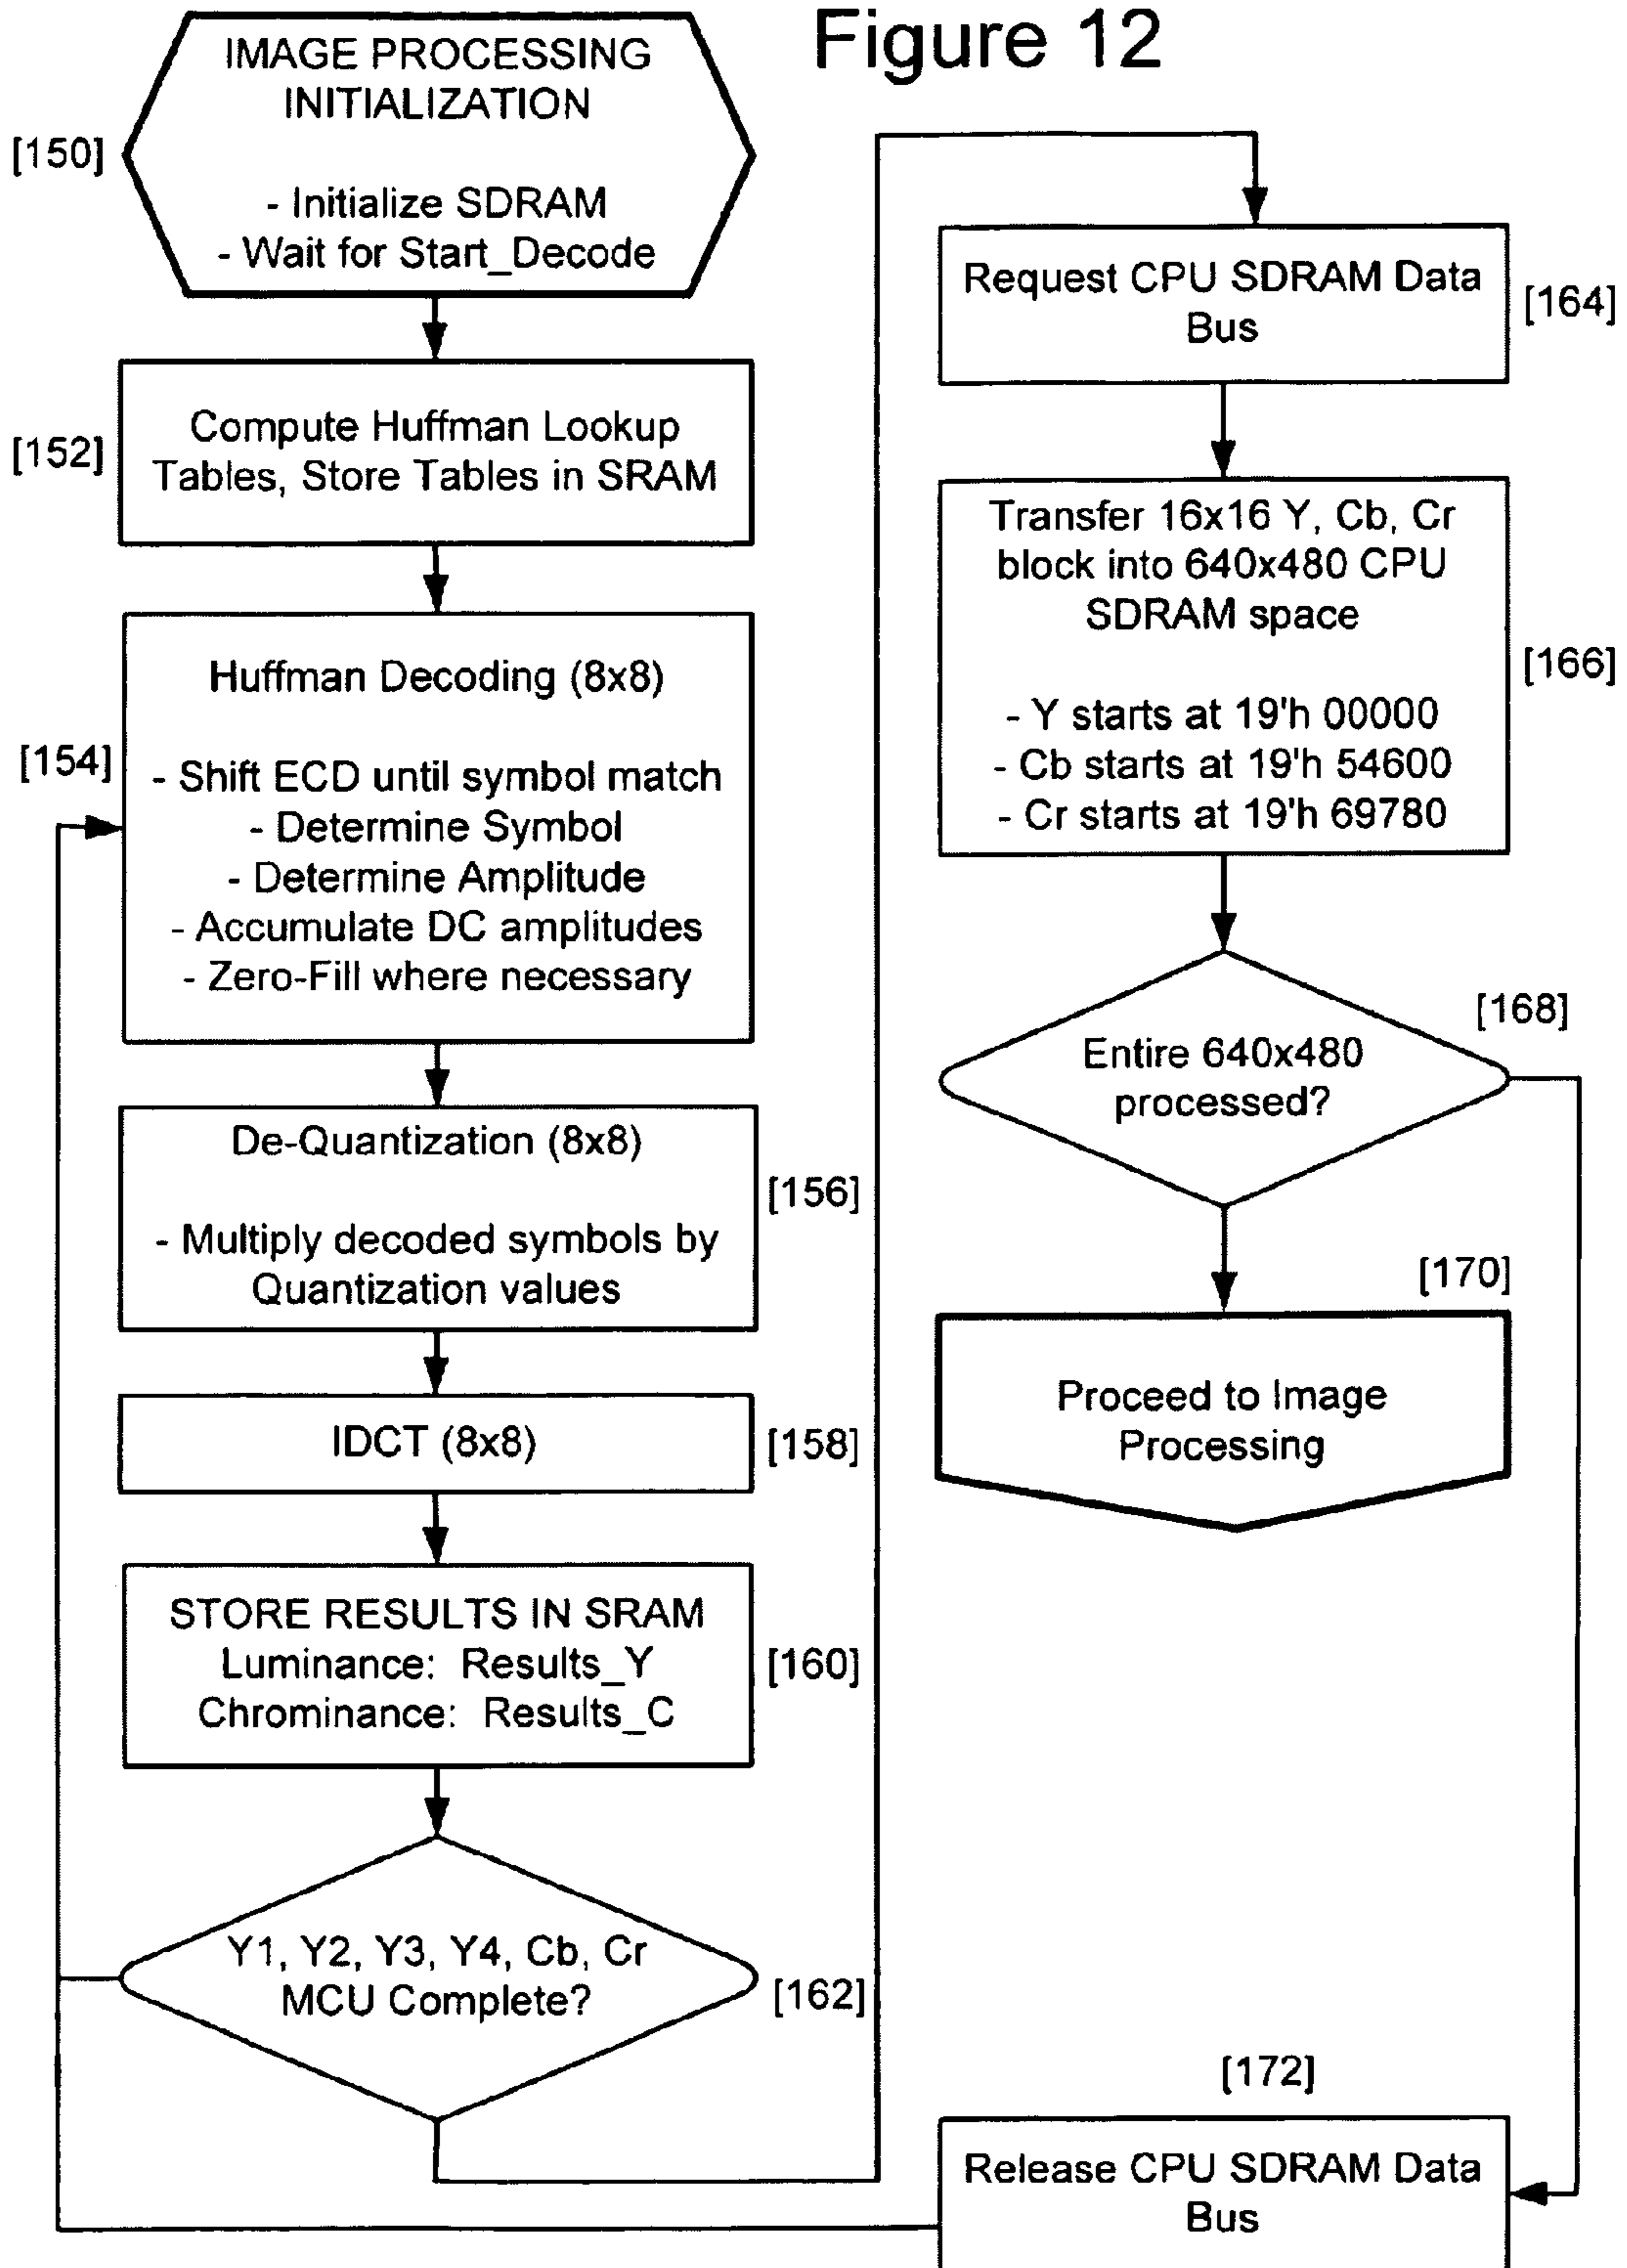 Figure 12
IMAGE PROCESSING
INITIALIZATION
[150]
- Initialize SDRAM
- Wait for Start_Decode
Compute Huffman Lookup
Tables, Store Tables in SRAM
[152]
Huffman Decoding (8x8)
[154]
- Shift ECD until symbol match
- Determine Symbol
- Determine Amplitude
- Accumulate DC amplitudes
- Zero-Fill where necessary
De-Quantization (8x8)
[156]
- Multiply decoded symbols by
Quantization values
IDCT (8x8)
[158]
STORE RESULTS IN SRAM
Luminance: Results_Y
Chrominance: Results_C
[160]
Y1, Y2, Y3, Y4, Cb, Cr
MCU Complete?
[162]
Request CPU SDRAM Data
Bus
[164]
Transfer 16x16 Y, Cb, Cr
block into 640x480 CPU
SDRAM space
[166]
- Y starts at 19'h 00000
- Cb starts at 19'h 54600
- Cr starts at 19'h 69780
[168]
Entire 640x480
processed?
[170]
Proceed to Image
Processing
[172]
Release CPU SDRAM Data
Bus